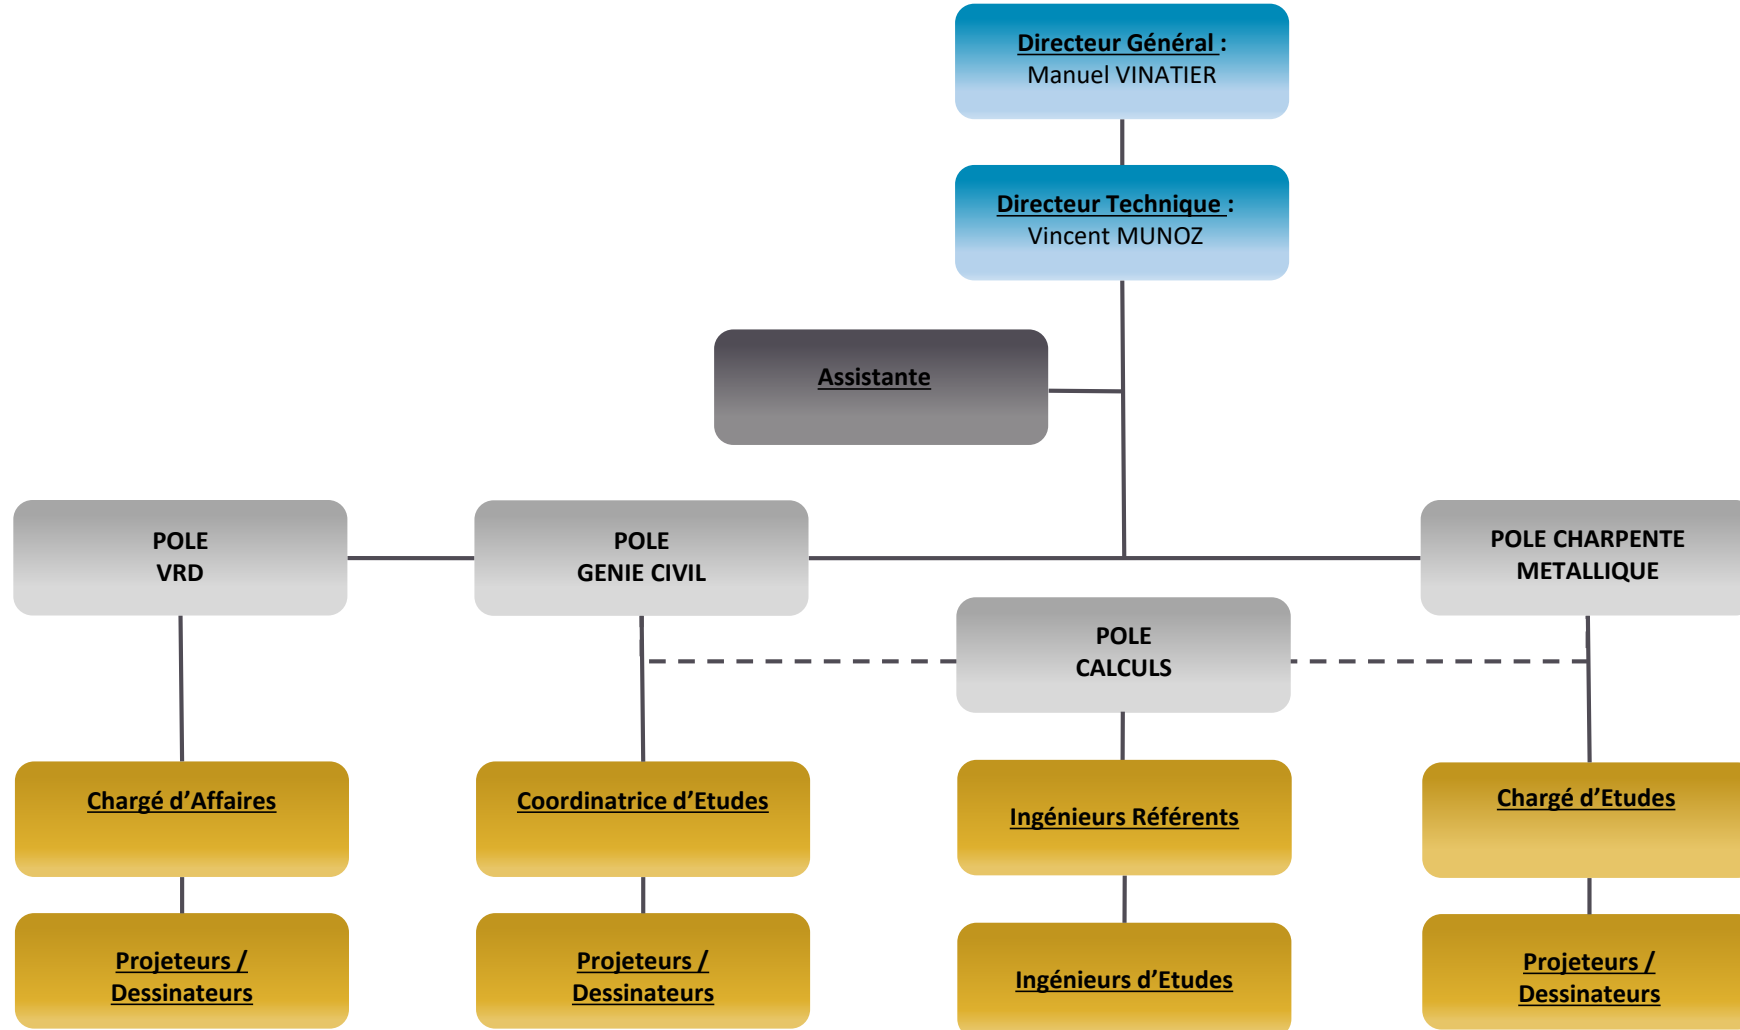 Directeur Général :
Manuel VINATIER
Directeur Technique :
Vincent MUNOZ
Assistante
POLE
VRD
POLE
GENIE CIVIL
POLE CHARPENTE
METALLIQUE
POLE
CALCULS
Chargé d’Affaires
Coordinatrice d’Etudes
Ingénieurs Référents
Chargé d’Etudes
Projeteurs /
Dessinateurs
Projeteurs /
Dessinateurs
Ingénieurs d’Etudes
Projeteurs /
Dessinateurs